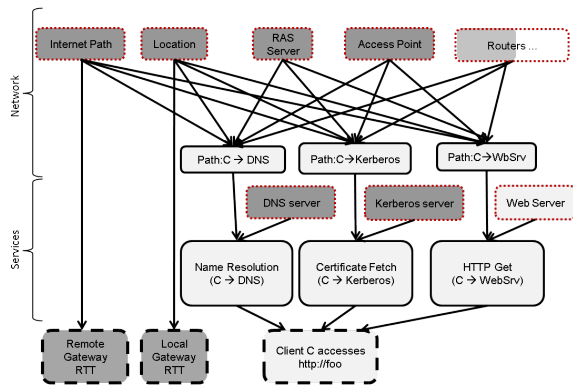 Network
Internet Path
Location
RAS
Server
Access Point
Routers ...
Path:C → DNS
Path:C→Kerberos
Path:C→WbSrv
Services
DNS server
Kerberos server
Web Server
Name Resolution
(C → DNS)
Certificate Fetch
(C → Kerberos)
HTTP Get
(C → WebSrv)
Remote
Gateway
RTT
Local
Gateway
RTT
Client C accesses
http://foo